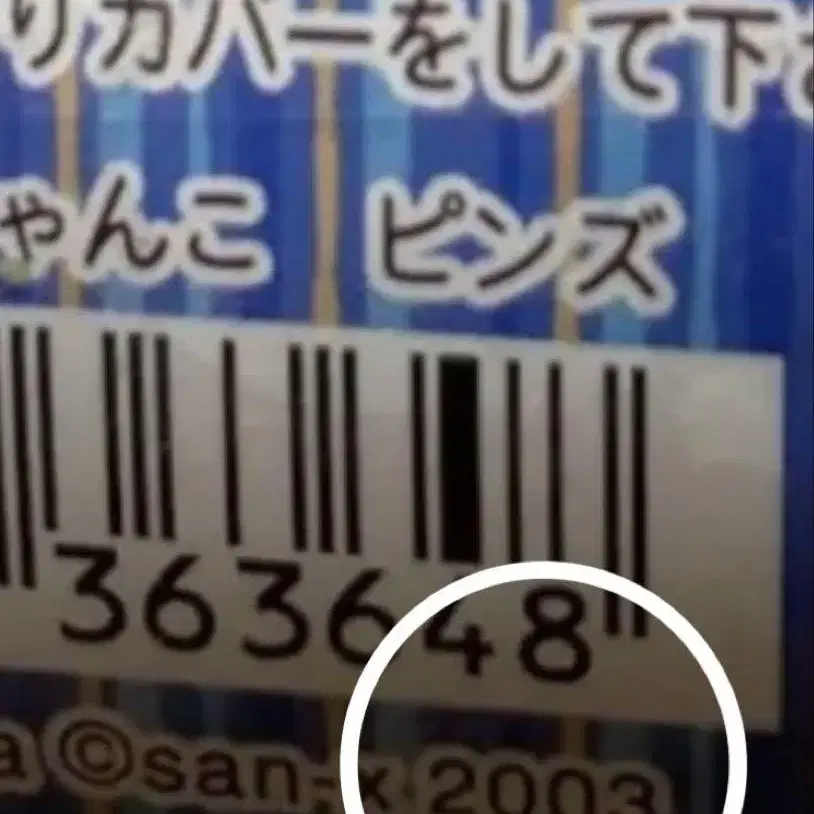 りカバーをして下さ
ゃんこ ピンズ
363648
a ©san-x 2003